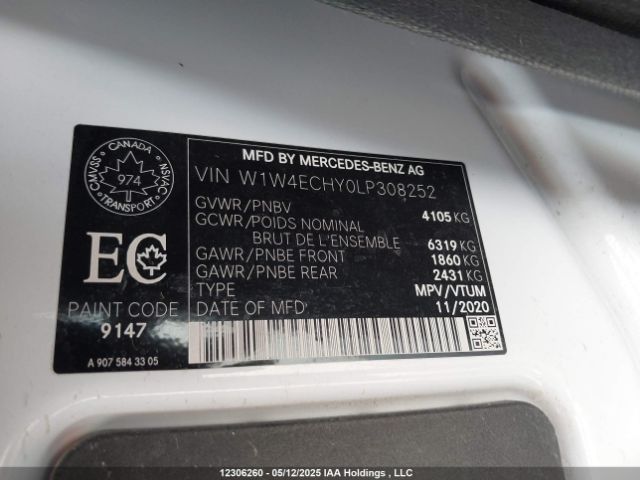 CANADA
CMVSS
NSVAC
974
TRANSPORT
EC
PAINT CODE
9147
A 907 584 33 05
MFD BY MERCEDES-BENZ AG
VIN W1W4ECHY0LP308252
GVWR/PNBV 4105 KG
GCWR/POIDS NOMINAL
BRUT DE L'ENSEMBLE 6319 KG
GAWR/PNBE FRONT 1860 KG
GAWR/PNBE REAR 2431 KG
TYPE MPV/VTUM
DATE OF MFD 11/2020
12306260 - 05/12/2025 IAA Holdings , LLC